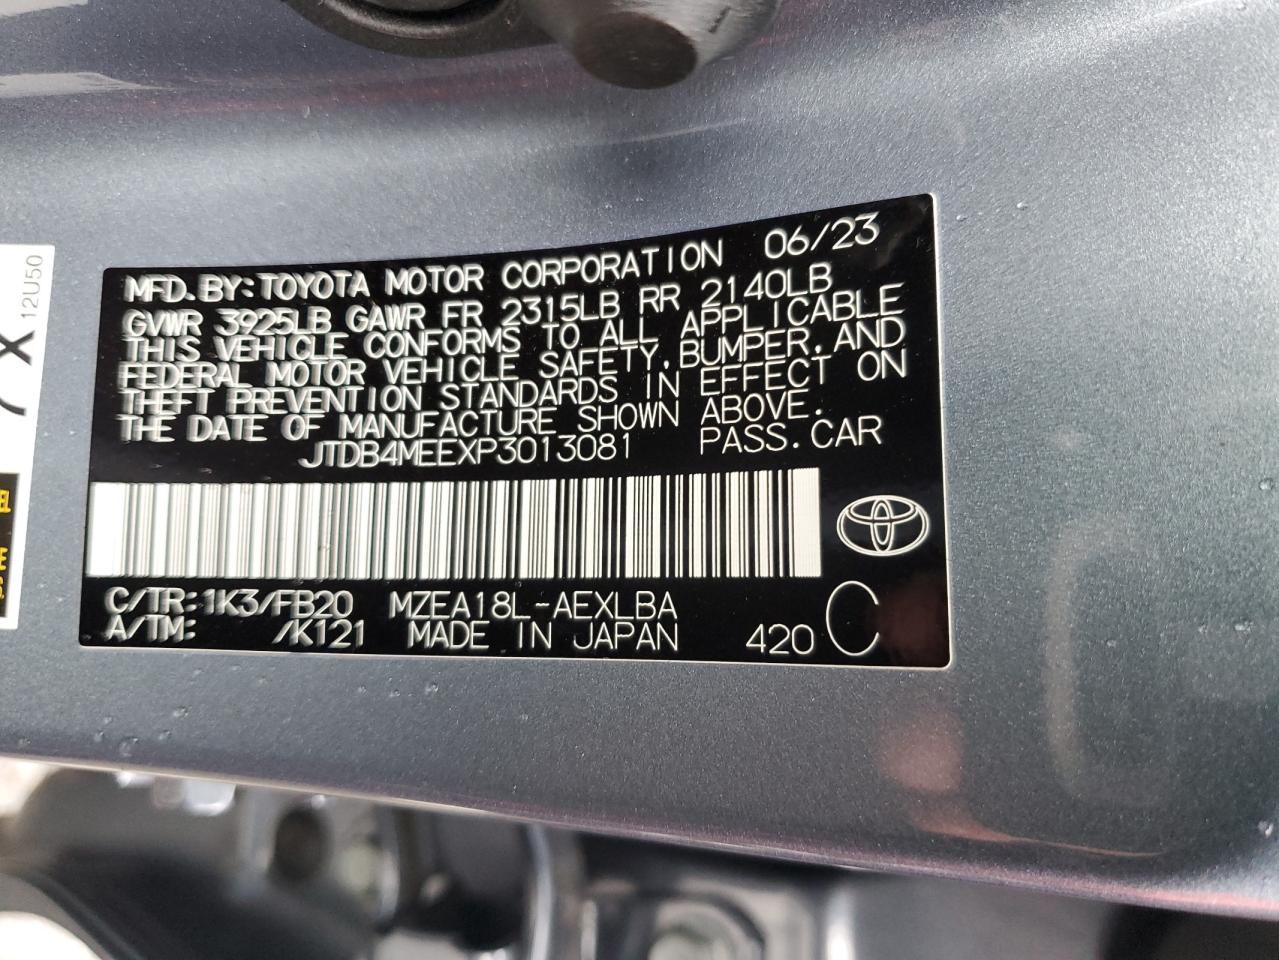 MFD.BY:TOYOTA MOTOR CORPORATION 06/23
GVWR 3925LB GAWR FR 2315LB RR 2140LB
THIS VEHICLE CONFORMS TO ALL APPLICABLE
FEDERAL MOTOR VEHICLE SAFETY,BUMPER,AND
THEFT PREVENTION STANDARDS IN EFFECT ON
THE DATE OF MANUFACTURE SHOWN ABOVE.
JTDB4MEEXP3013081 PASS.CAR
C/TR:1K3/FB20 MZEA18L-AEXLBA
A/TM: /K121 MADE IN JAPAN 420 C
X
12U50